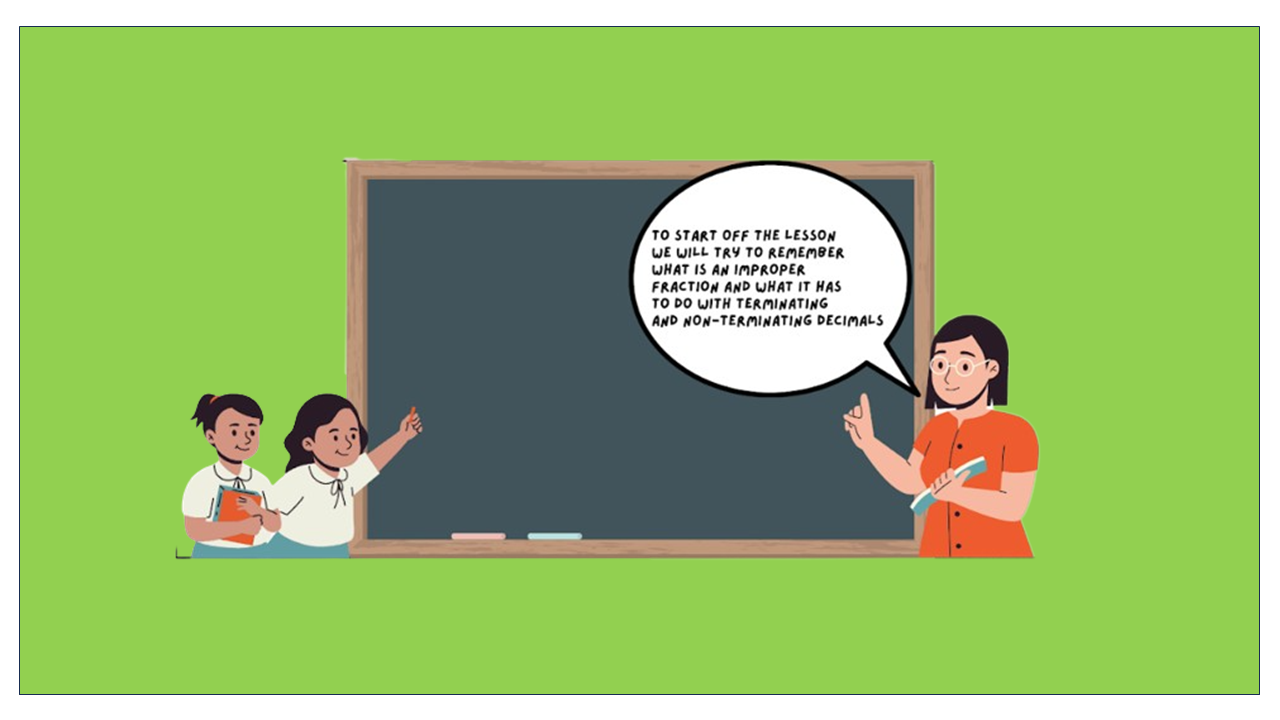 TO START OFF THE LESSON
WE WILL TRY TO REMEMBER
WHAT IS AN IMPROPER
FRACTION AND WHAT IT HAS
TO DO WITH TERMINATING
AND NON-TERMINATING DECIMALS